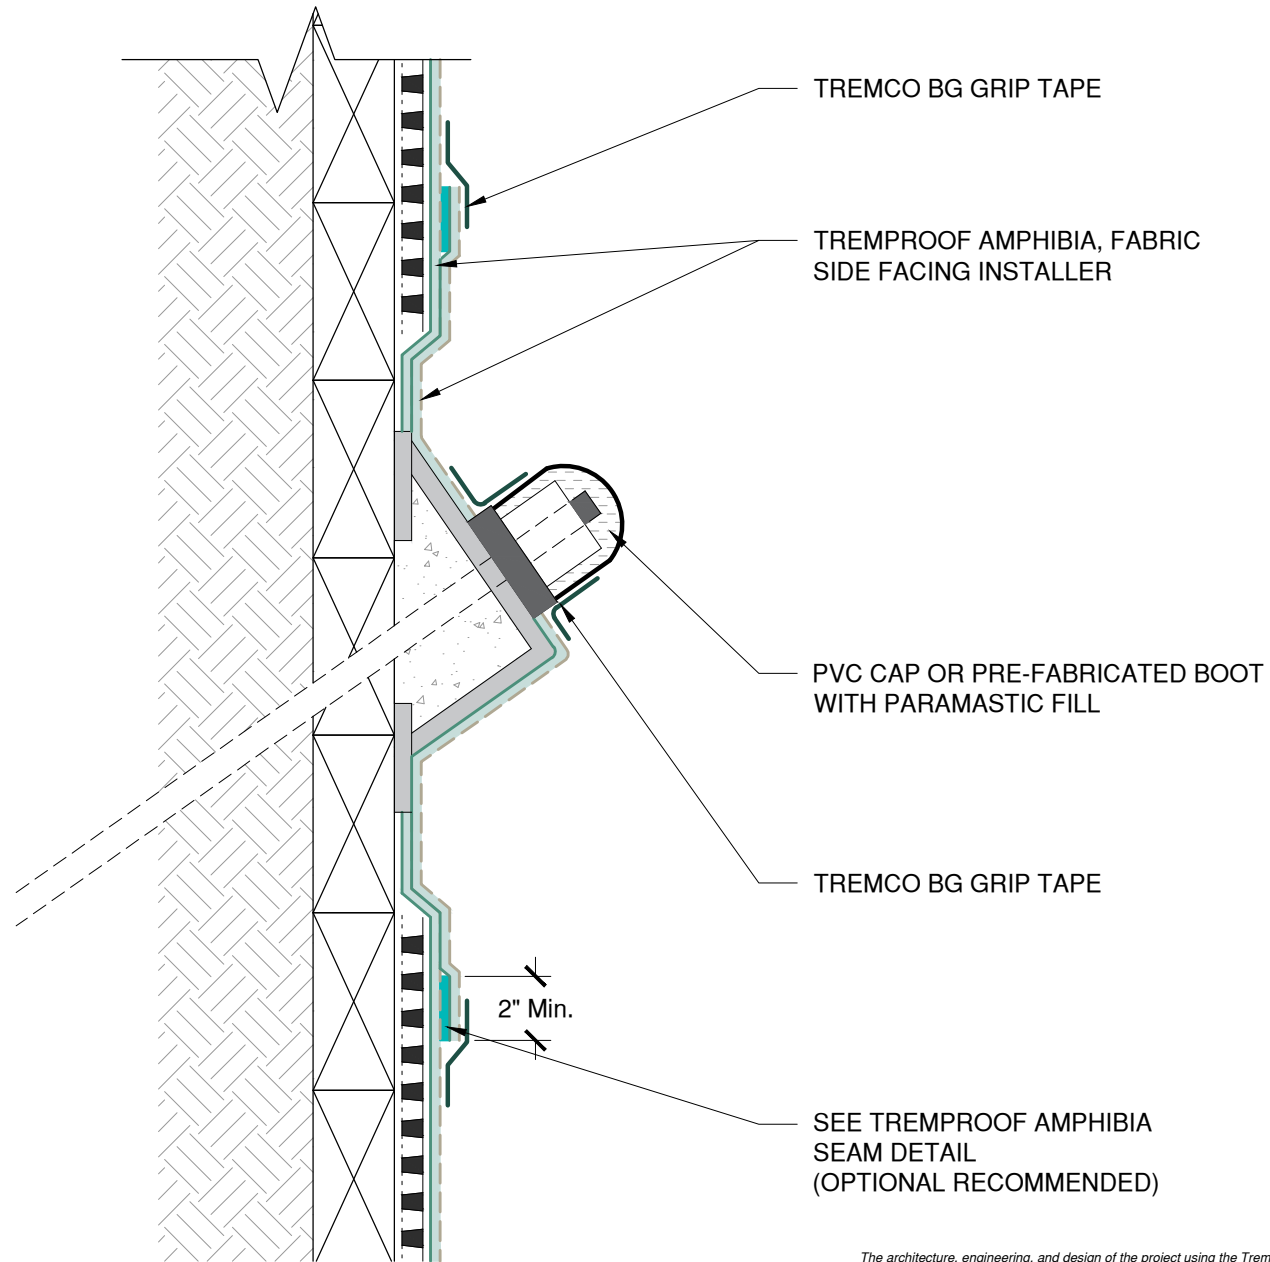 TREMCO BG GRIP TAPE
TREMPROOF AMPHIBIA, FABRIC
SIDE FACING INSTALLER
PVC CAP OR PRE-FABRICATED BOOT
WITH PARAMASTIC FILL
TREMCO BG GRIP TAPE
2" Min.
SEE TREMPROOF AMPHIBIA
SEAM DETAIL
(OPTIONAL RECOMMENDED)
The architecture, engineering, and design of the project using the Trem